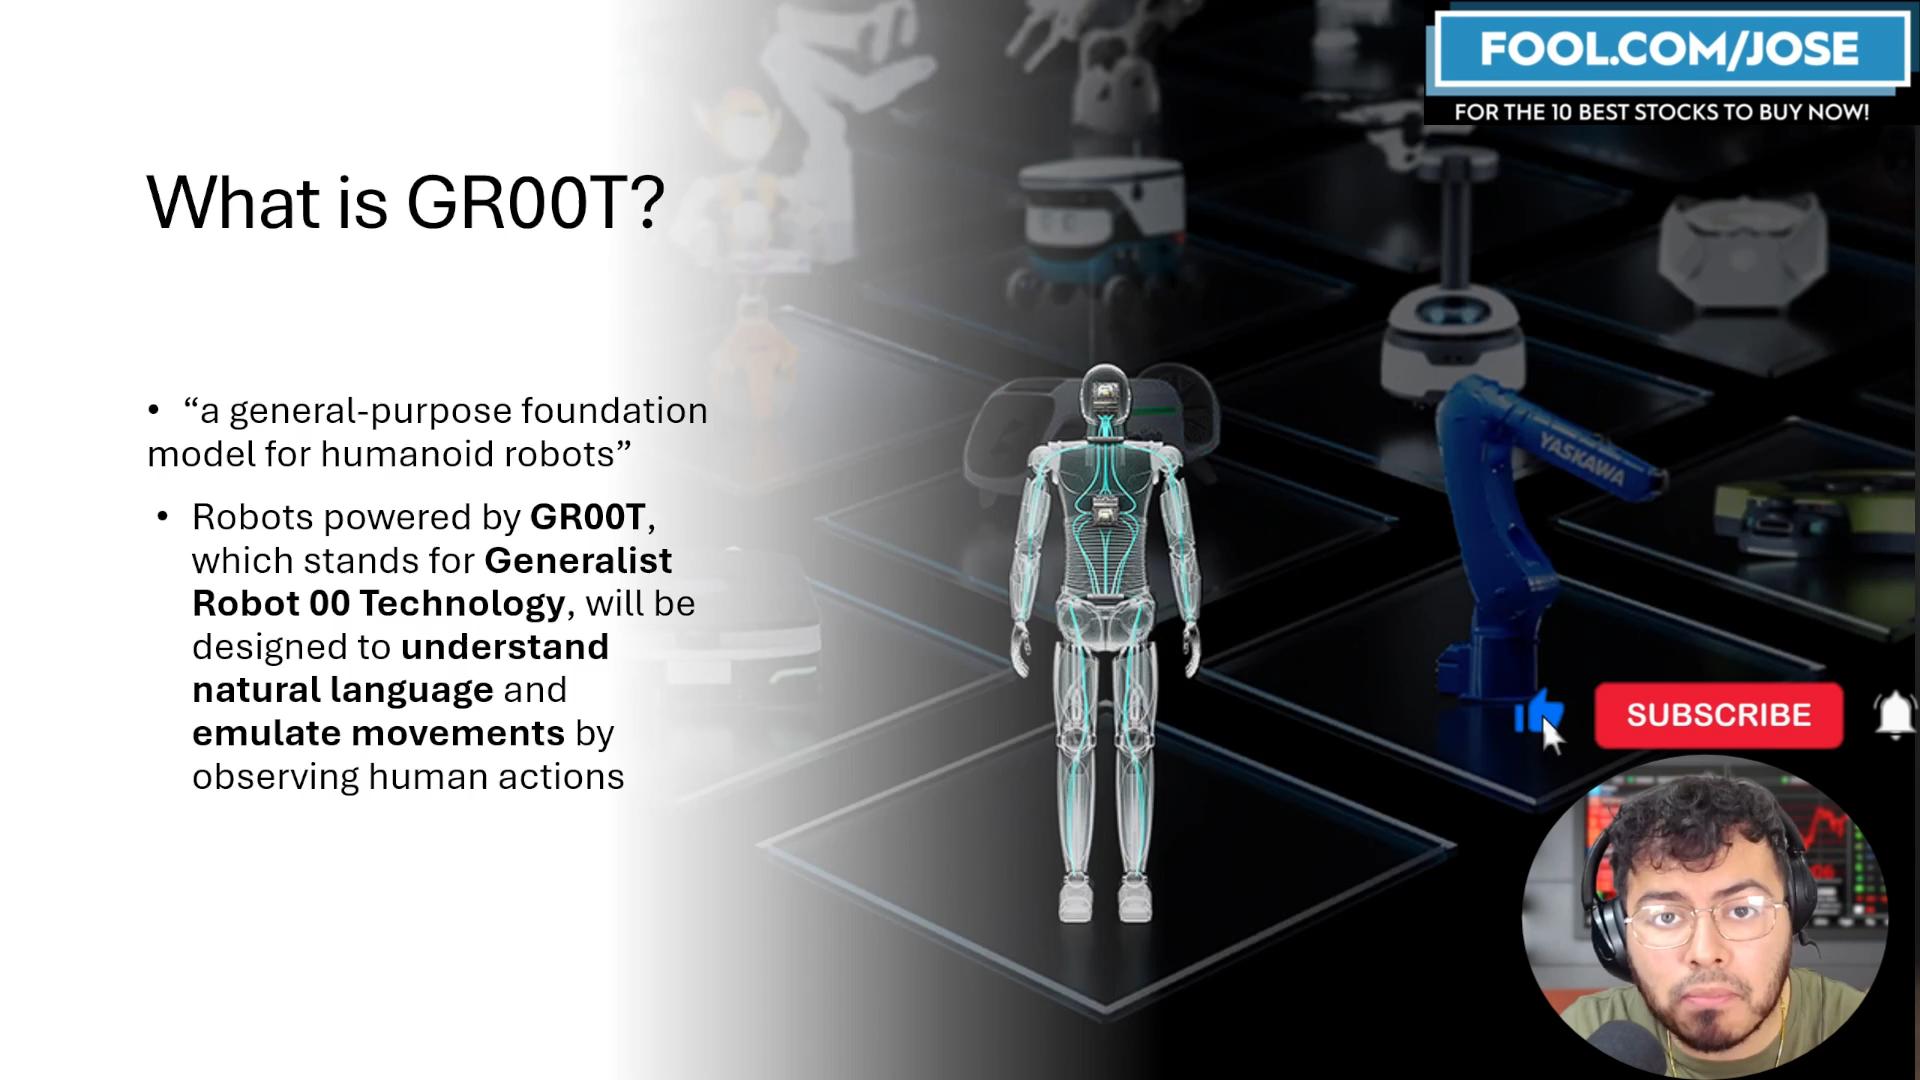 FOOL.COM/JOSE
FOR THE 10 BEST STOCKS TO BUY NOW!
What is GR00T?
• “a general-purpose foundation
model for humanoid robots”
• Robots powered by GR00T,
which stands for Generalist
Robot 00 Technology, will be
designed to understand
natural language and
emulate movements by
observing human actions
YASKAWA
SUBSCRIBE